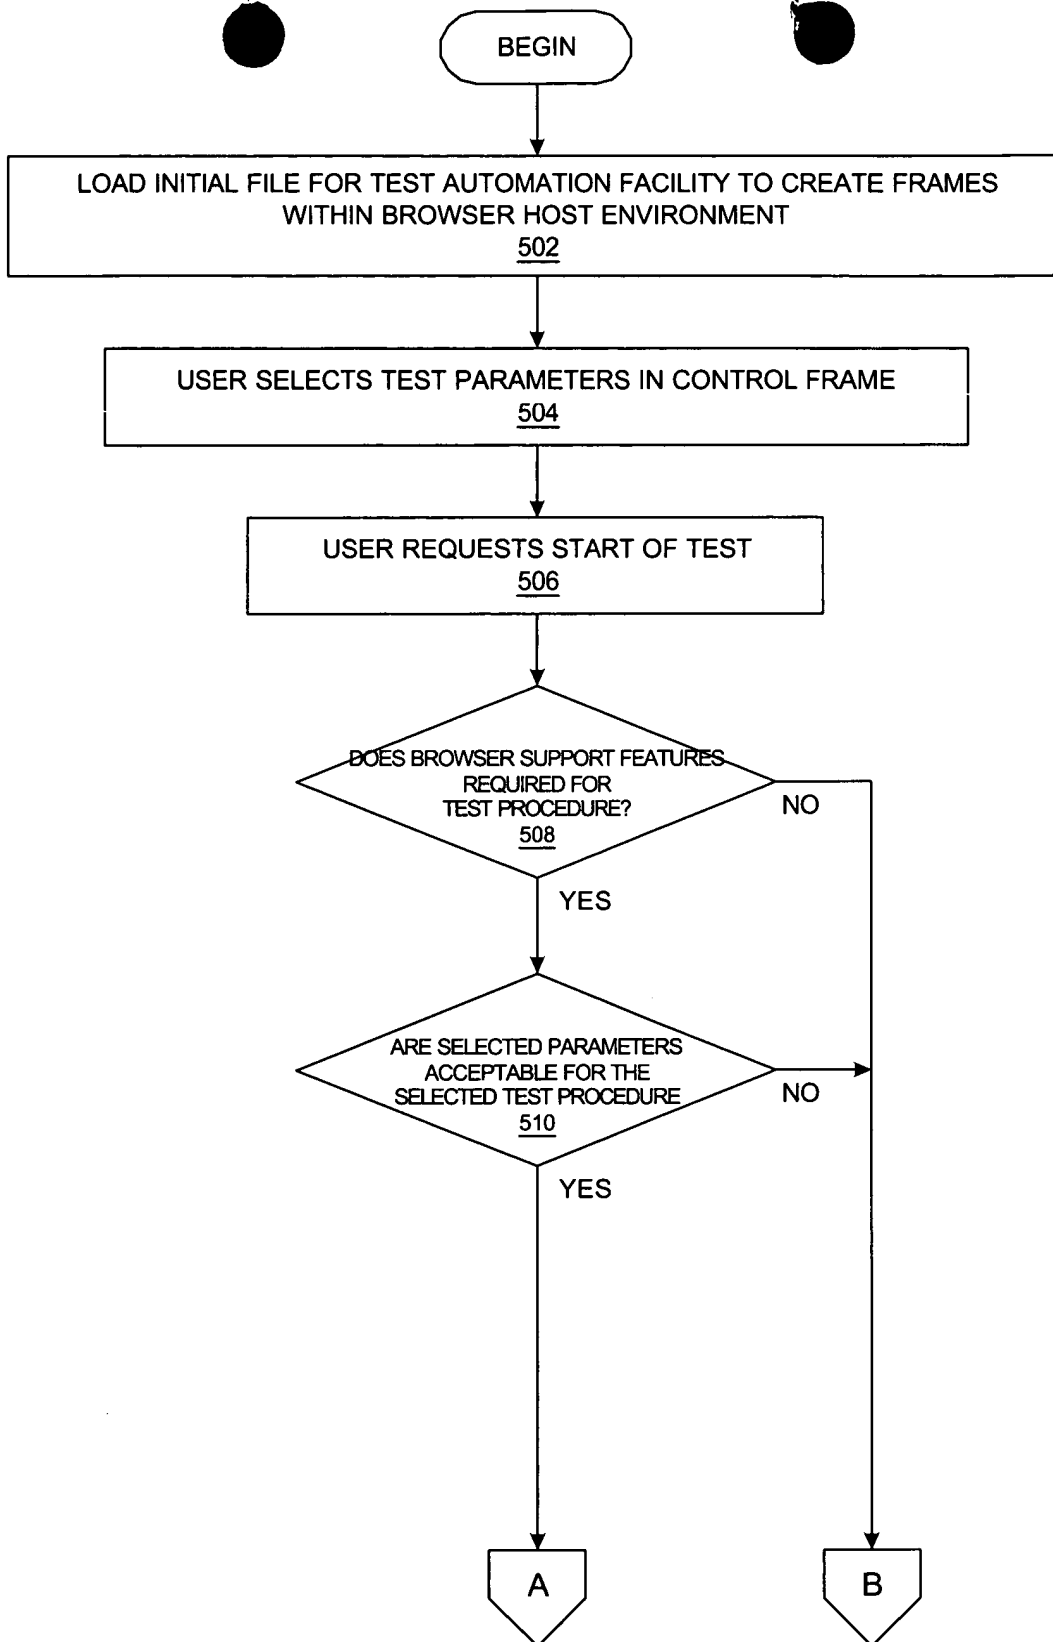 BEGIN
LOAD INITIAL FILE FOR TEST AUTOMATION FACILITY TO CREATE FRAMES
WITHIN BROWSER HOST ENVIRONMENT
502
USER SELECTS TEST PARAMETERS IN CONTROL FRAME
504
USER REQUESTS START OF TEST
506
DOES BROWSER SUPPORT FEATURES
REQUIRED FOR
TEST PROCEDURE?
508
NO
YES
ARE SELECTED PARAMETERS
ACCEPTABLE FOR THE
SELECTED TEST PROCEDURE
510
NO
YES
A
B